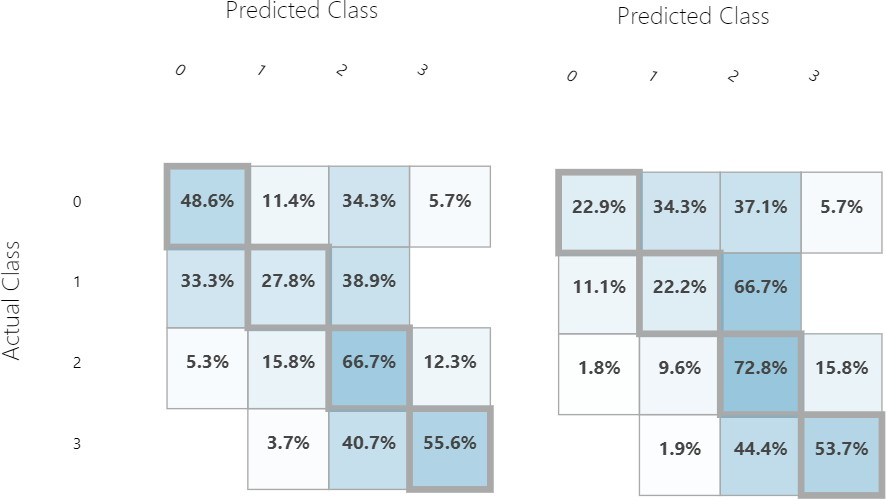 Predicted Class
0 1 2 3
Actual Class
0 48.6% 11.4% 34.3% 5.7%
1 33.3% 27.8% 38.9%
2 5.3% 15.8% 66.7% 12.3%
3 3.7% 40.7% 55.6%
Predicted Class
0 1 2 3
22.9% 34.3% 37.1% 5.7%
11.1% 22.2% 66.7%
1.8% 9.6% 72.8% 15.8%
1.9% 44.4% 53.7%